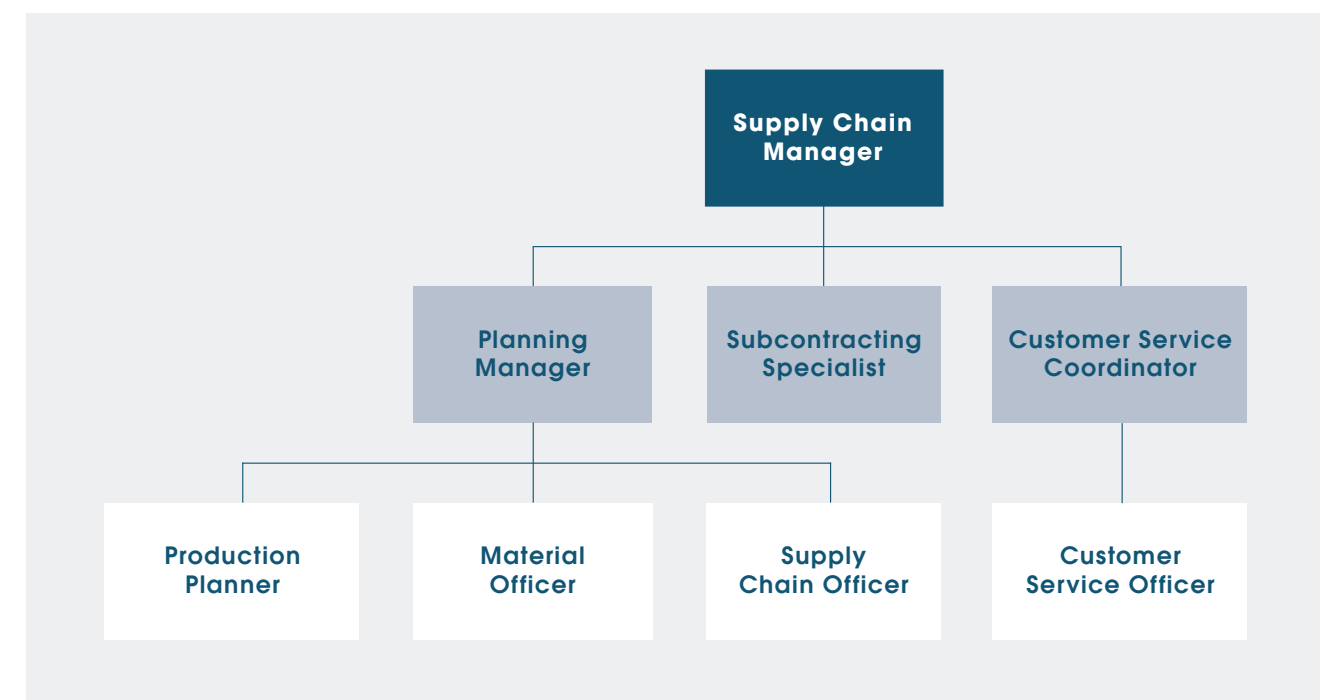 Supply Chain
Manager
Planning
Manager
Subcontracting
Specialist
Customer Service
Coordinator
Production
Planner
Material
Officer
Supply
Chain Officer
Customer
Service Officer